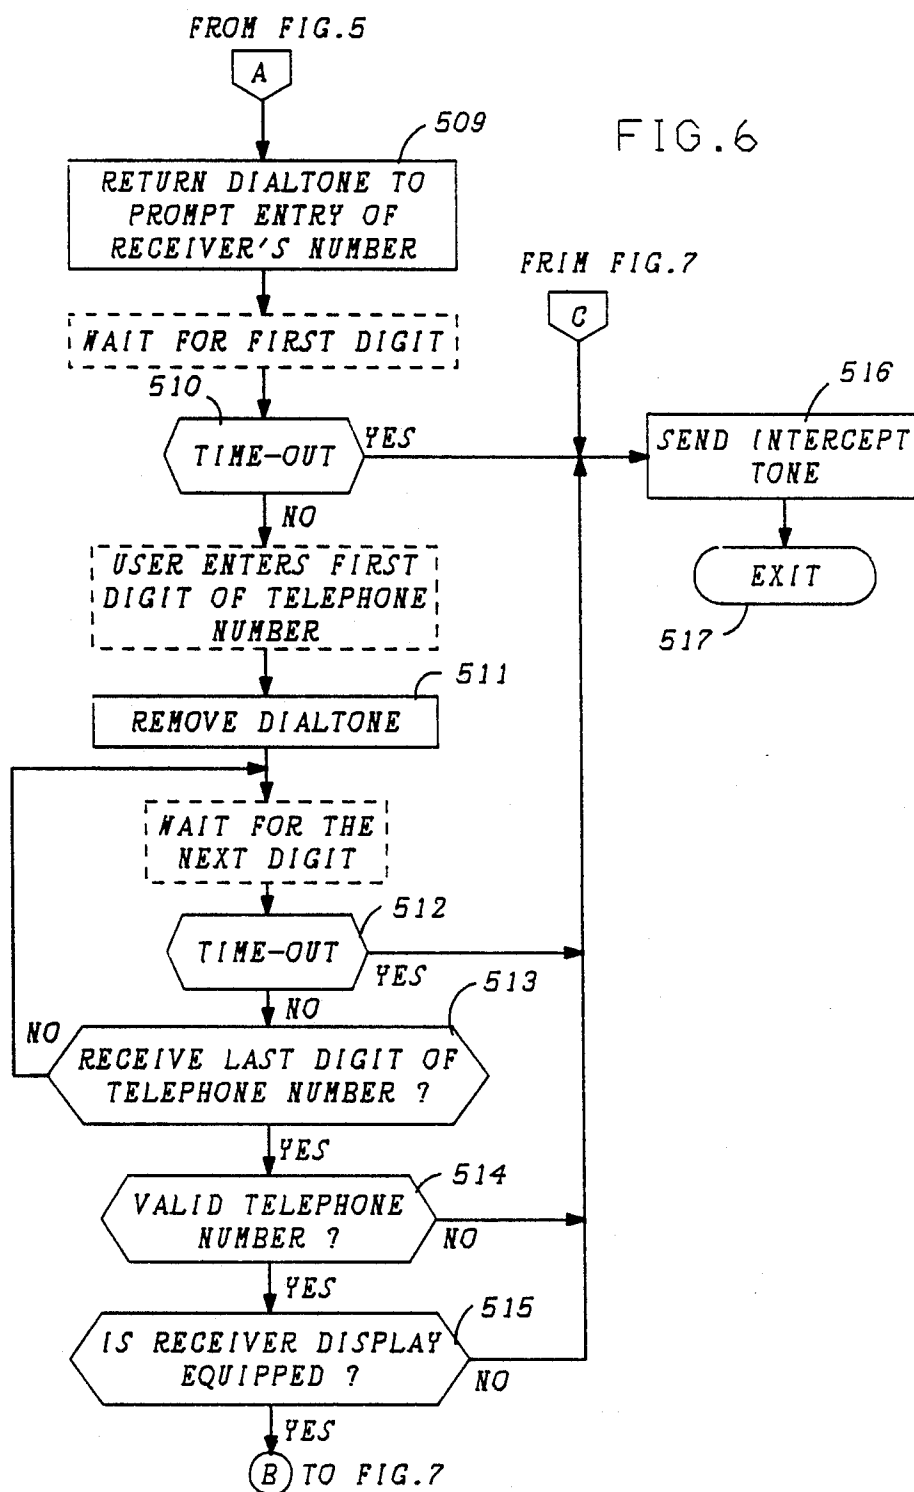 FROM FIG.5
A
FIG.6
509
RETURN DIALTONE TO
PROMPT ENTRY OF
RECEIVER'S NUMBER
FRIM FIG.7
C
WAIT FOR FIRST DIGIT
510
TIME-OUT
YES
516
SEND INTERCEPT
TONE
NO
USER ENTERS FIRST
DIGIT OF TELEPHONE
NUMBER
EXIT
517
511
REMOVE DIALTONE
WAIT FOR THE
NEXT DIGIT
512
TIME-OUT
YES
NO
513
NO
RECEIVE LAST DIGIT OF
TELEPHONE NUMBER ?
YES
514
VALID TELEPHONE
NUMBER ?
NO
YES
515
IS RECEIVER DISPLAY
EQUIPPED ?
NO
YES
B TO FIG.7